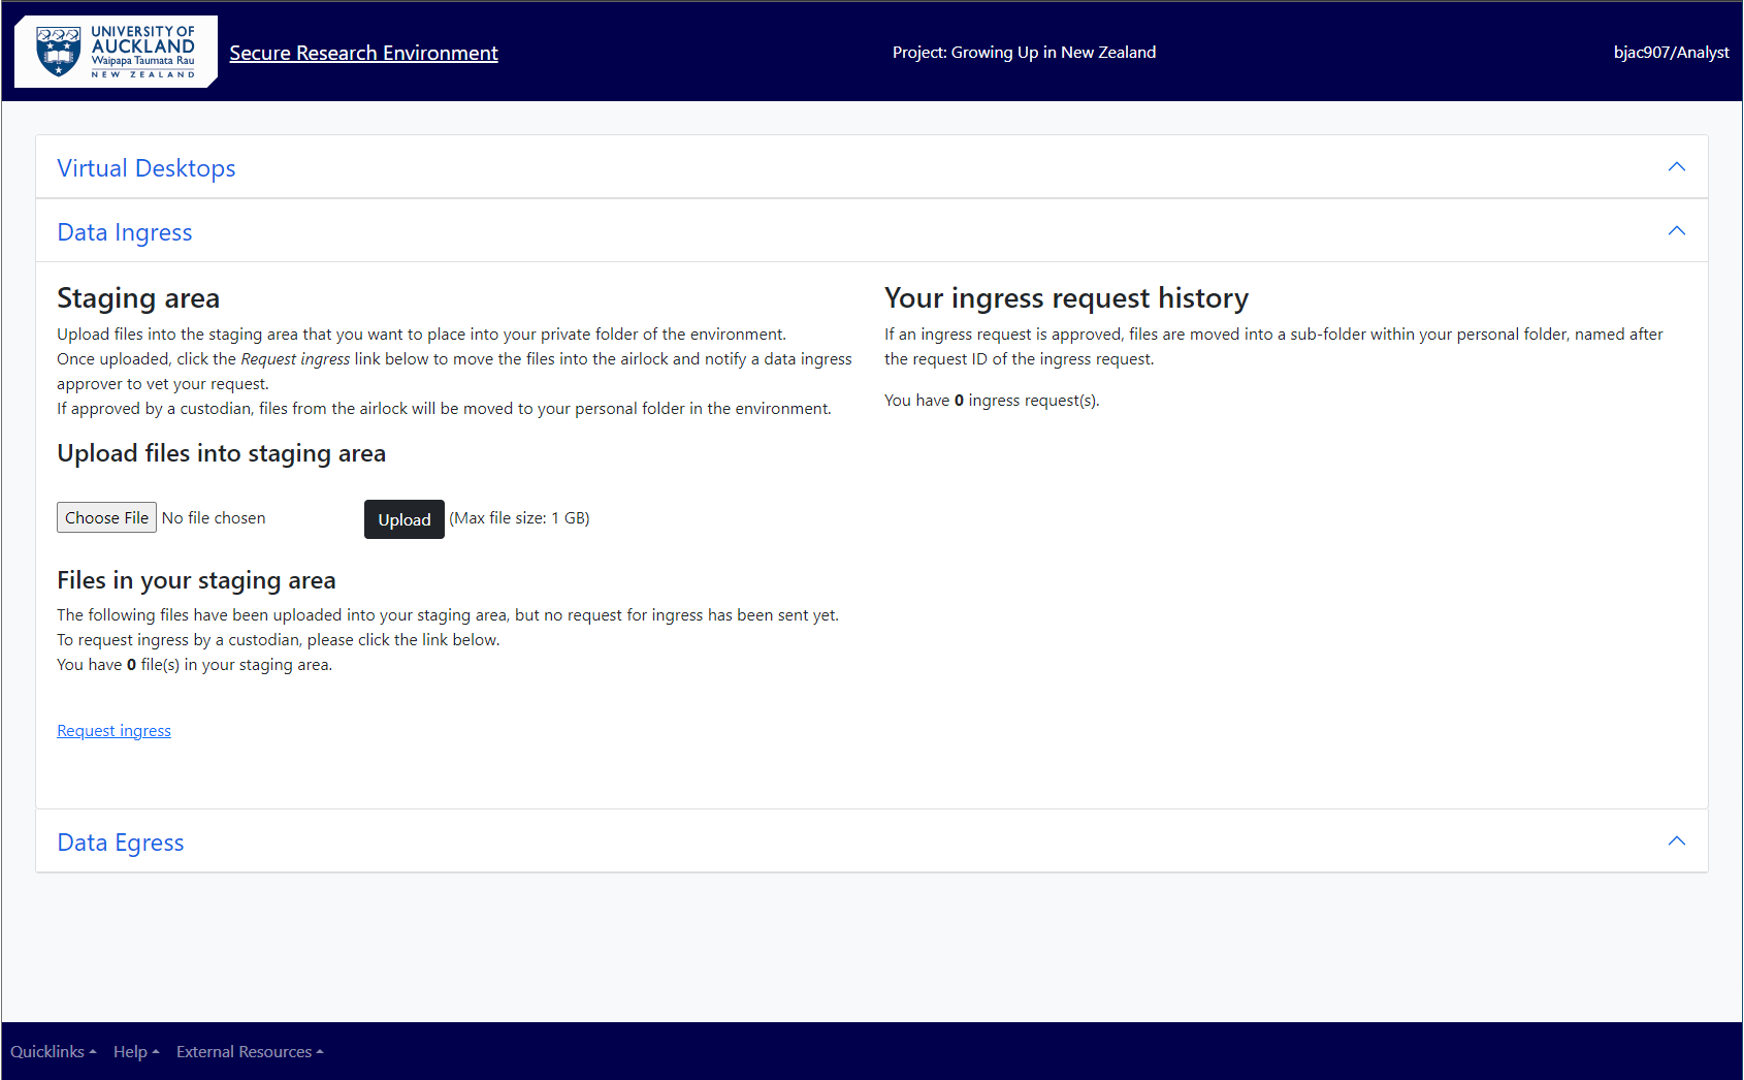 UNIVERSITY OF
AUCKLAND
Waipapa Taumata Rau
NEW ZEALAND
Secure Research Environment
Project: Growing Up in New Zealand
bjac907/Analyst
Virtual Desktops
Data Ingress
Staging area
Upload files into the staging area that you want to place into your private folder of the environment.
Once uploaded, click the Request ingress link below to move the files into the airlock and notify a data ingress
approver to vet your request.
If approved by a custodian, files from the airlock will be moved to your personal folder in the environment.
Upload files into staging area
Choose File No file chosen Upload (Max file size: 1 GB)
Files in your staging area
The following files have been uploaded into your staging area, but no request for ingress has been sent yet.
To request ingress by a custodian, please click the link below.
You have 0 file(s) in your staging area.
Request ingress
Your ingress request history
If an ingress request is approved, files are moved into a sub-folder within your personal folder, named after
the request ID of the ingress request.
You have 0 ingress request(s).
Data Egress
Quicklinks Help External Resources